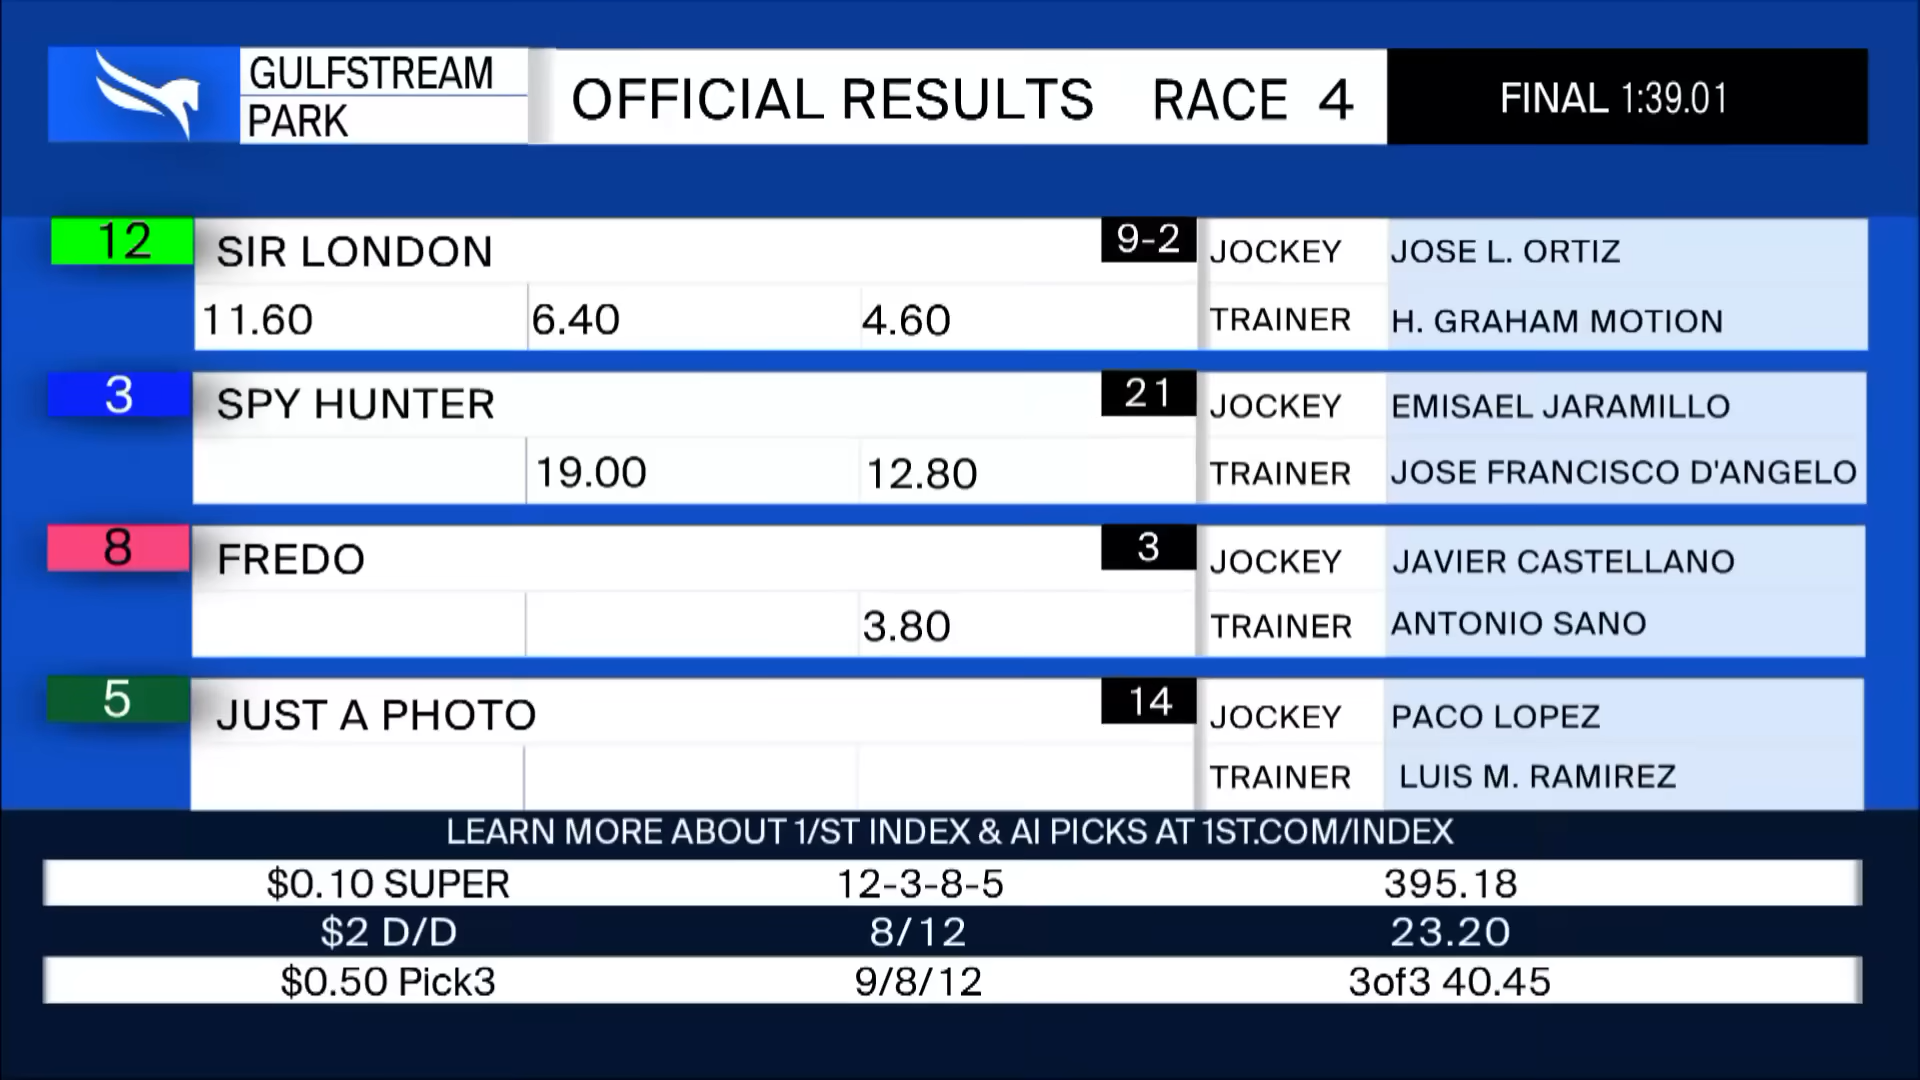 GULFSTREAM
PARK
OFFICIAL RESULTS RACE 4
FINAL 1:39.01
12 SIR LONDON 9-2 JOCKEY JOSE L. ORTIZ
11.60 6.40 4.60 TRAINER H. GRAHAM MOTION
3 SPY HUNTER 21 JOCKEY EMISAEL JARAMILLO
19.00 12.80 TRAINER JOSE FRANCISCO D'ANGELO
8 FREDO 3 JOCKEY JAVIER CASTELLANO
3.80 TRAINER ANTONIO SANO
5 JUST A PHOTO 14 JOCKEY PACO LOPEZ
TRAINER LUIS M. RAMIREZ
LEARN MORE ABOUT 1/ST INDEX & AI PICKS AT 1ST.COM/INDEX
$0.10 SUPER 12-3-8-5 395.18
$2 D/D 8/12 23.20
$0.50 Pick3 9/8/12 3of3 40.45